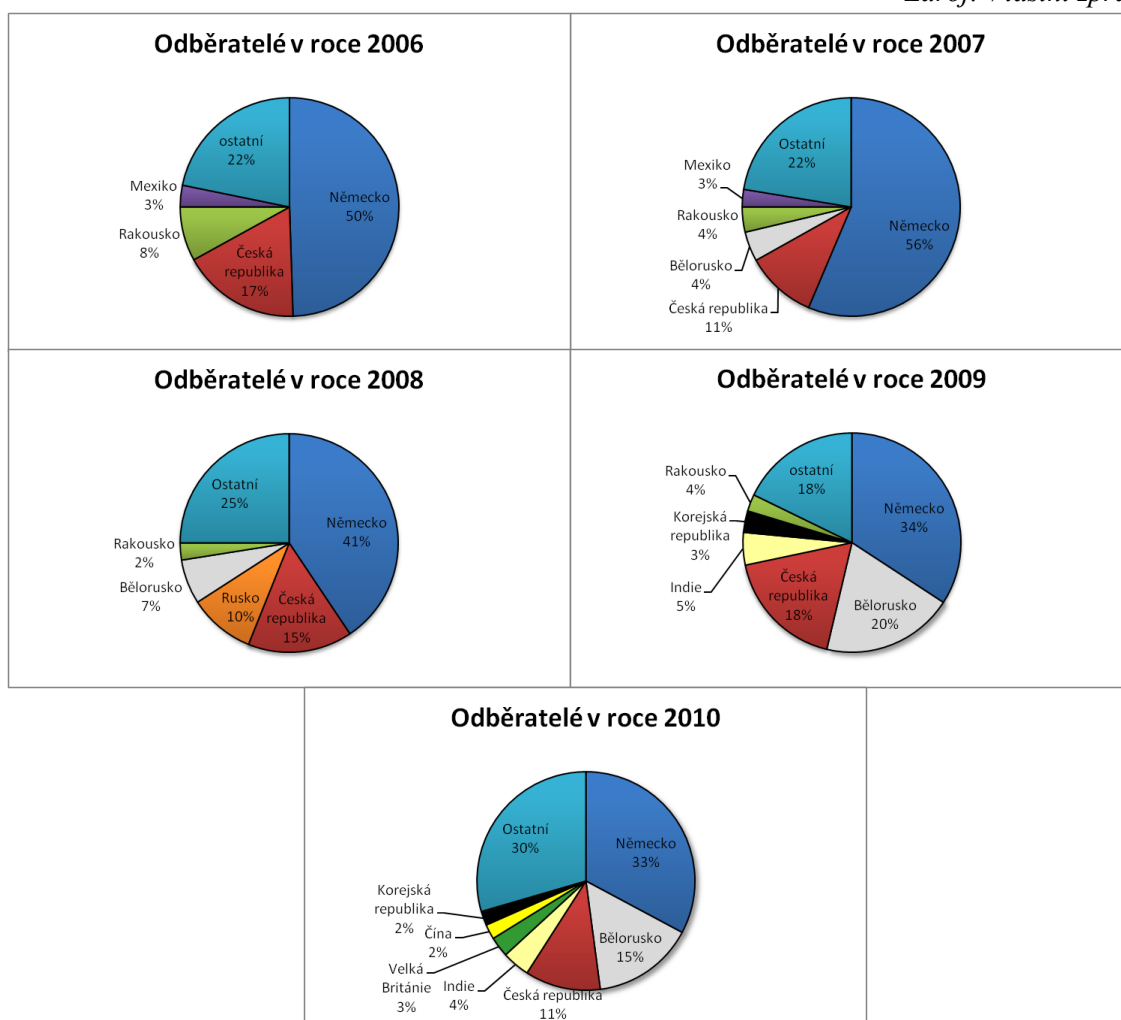 Odběratelé v roce 2006
ostatní
22%
Mexiko
3%
Rakousko
8%
Česká
republika
17%
Německo
50%
Odběratelé v roce 2007
Ostatní
22%
Mexiko
3%
Rakousko
4%
Bělorusko
4%
Česká republika
11%
Německo
56%
Odběratelé v roce 2008
Ostatní
25%
Rakousko
2%
Bělorusko
7%
Rusko
10%
Česká
republika
15%
Německo
41%
Odběratelé v roce 2009
Rakousko
4%
ostatní
18%
Korejská
republika
3%
Indie
5%
Česká
republika
18%
Bělorusko
20%
Německo
34%
Odběratelé v roce 2010
Ostatní
30%
Korejská
republika
2%
Čína
2%
Velká
Británie
3%
Indie
4%
Česká republika
11%
Bělorusko
15%
Německo
33%